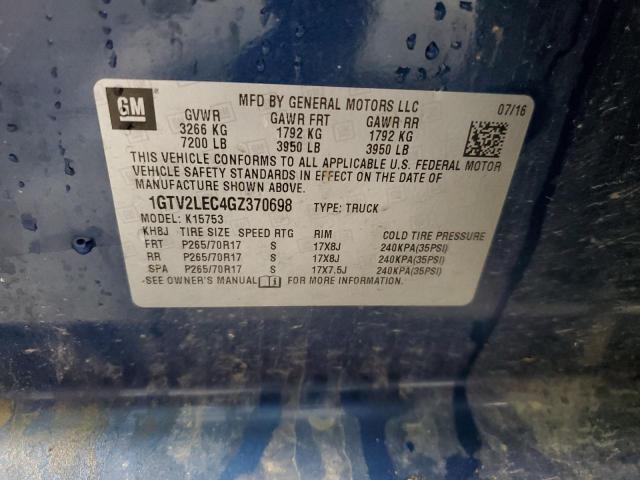 GM
MFD BY GENERAL MOTORS LLC
07/16
GVWR GAWR FRT GAWR RR
3266 KG 1792 KG 1792 KG
7200 LB 3950 LB 3950 LB
THIS VEHICLE CONFORMS TO ALL APPLICABLE U.S. FEDERAL MOTOR
VEHICLE SAFETY STANDARDS IN EFFECT ON THE DATE OF
MANUFACTURE SHOWN ABOVE.
1GTV2LEC4GZ370698 TYPE: TRUCK
MODEL: K15753
KH8J TIRE SIZE SPEED RTG RIM COLD TIRE PRESSURE
FRT P265/70R17 S 17X8J 240KPA(35PSI)
RR P265/70R17 S 17X8J 240KPA(35PSI)
SPA P265/70R17 S 17X7.5J 240KPA(35PSI)
-SEE OWNER'S MANUAL FOR MORE INFORMATION.